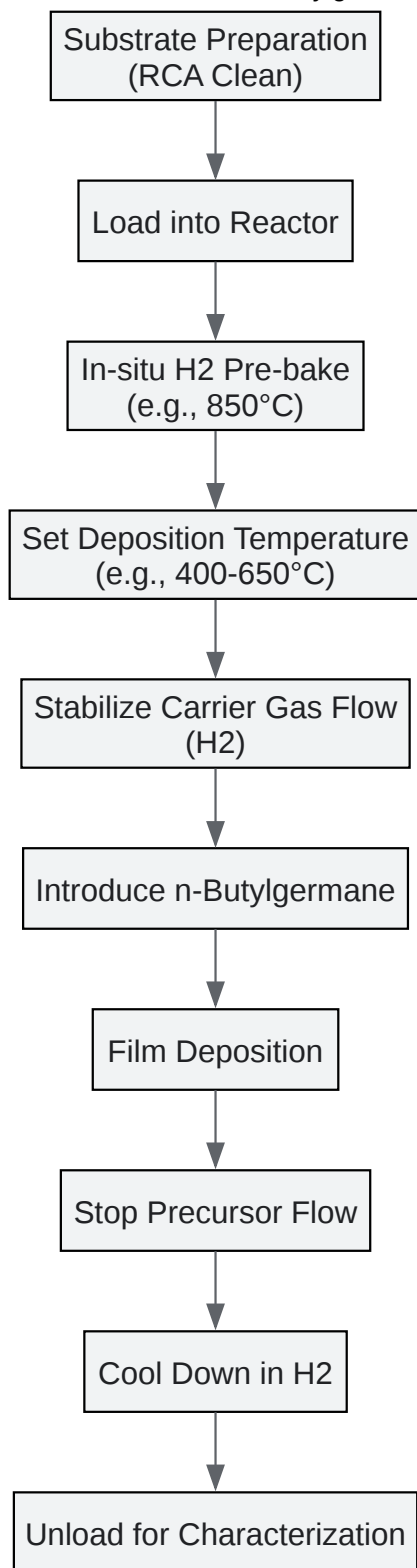 Substrate Preparation
(RCA Clean)
Load into Reactor
In-situ H2 Pre-bake
(e.g., 850°C)
Set Deposition Temperature
(e.g., 400-650°C)
Stabilize Carrier Gas Flow
(H2)
Introduce n-Butylgermane
Film Deposition
Stop Precursor Flow
Cool Down in H2
Unload for Characterization